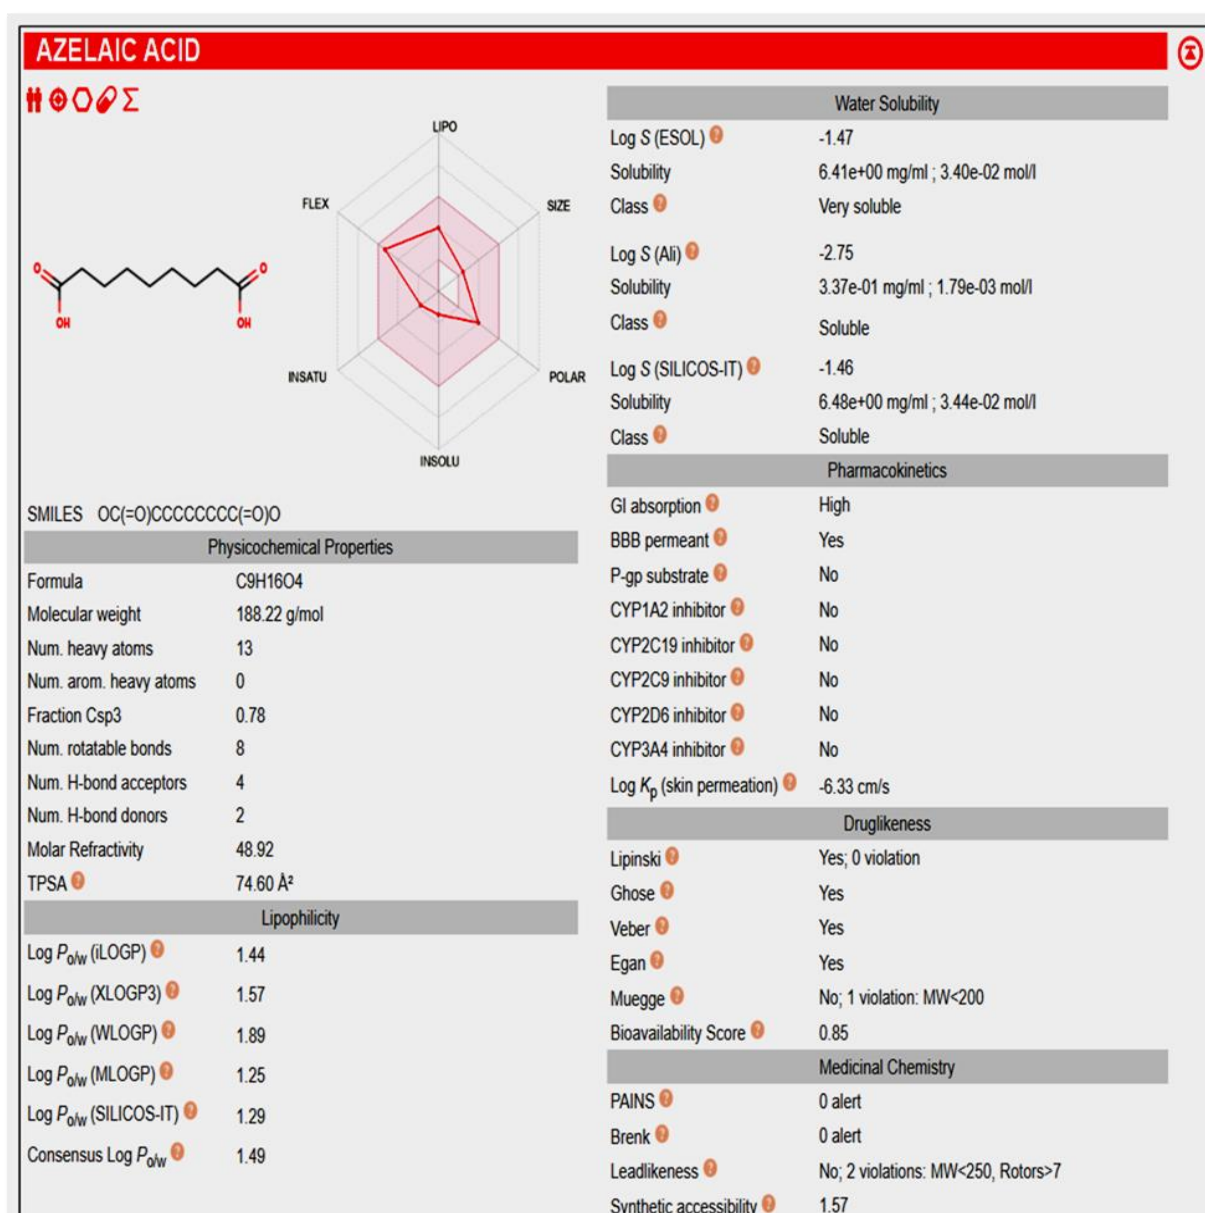 AZELAIC ACID
LIPO
FLEX
SIZE
O
O
OH
OH
INSATU
POLAR
INSOLU
SMILES OC(=O)CCCCCCCC(=O)O
Physicochemical Properties
Formula C9H16O4
Molecular weight 188.22 g/mol
Num. heavy atoms 13
Num. arom. heavy atoms 0
Fraction Csp3 0.78
Num. rotatable bonds 8
Num. H-bond acceptors 4
Num. H-bond donors 2
Molar Refractivity 48.92
TPSA ? 74.60 Å²
Lipophilicity
Log Po/w (iLOGP) ? 1.44
Log Po/w (XLOGP3) ? 1.57
Log Po/w (WLOGP) ? 1.89
Log Po/w (MLOGP) ? 1.25
Log Po/w (SILICOS-IT) ? 1.29
Consensus Log Po/w ? 1.49
Water Solubility
Log S (ESOL) ? -1.47
Solubility 6.41e+00 mg/ml ; 3.40e-02 mol/l
Class ? Very soluble
Log S (Ali) ? -2.75
Solubility 3.37e-01 mg/ml ; 1.79e-03 mol/l
Class ? Soluble
Log S (SILICOS-IT) ? -1.46
Solubility 6.48e+00 mg/ml ; 3.44e-02 mol/l
Class ? Soluble
Pharmacokinetics
GI absorption ? High
BBB permeant ? Yes
P-gp substrate ? No
CYP1A2 inhibitor ? No
CYP2C19 inhibitor ? No
CYP2C9 inhibitor ? No
CYP2D6 inhibitor ? No
CYP3A4 inhibitor ? No
Log Kp (skin permeation) ? -6.33 cm/s
Druglikeness
Lipinski ? Yes; 0 violation
Ghose ? Yes
Veber ? Yes
Egan ? Yes
Muegge ? No; 1 violation: MW<200
Bioavailability Score ? 0.85
Medicinal Chemistry
PAINS ? 0 alert
Brenk ? 0 alert
Leadlikeness ? No; 2 violations: MW<250, Rotors>7
Synthetic accessibility ? 1.57